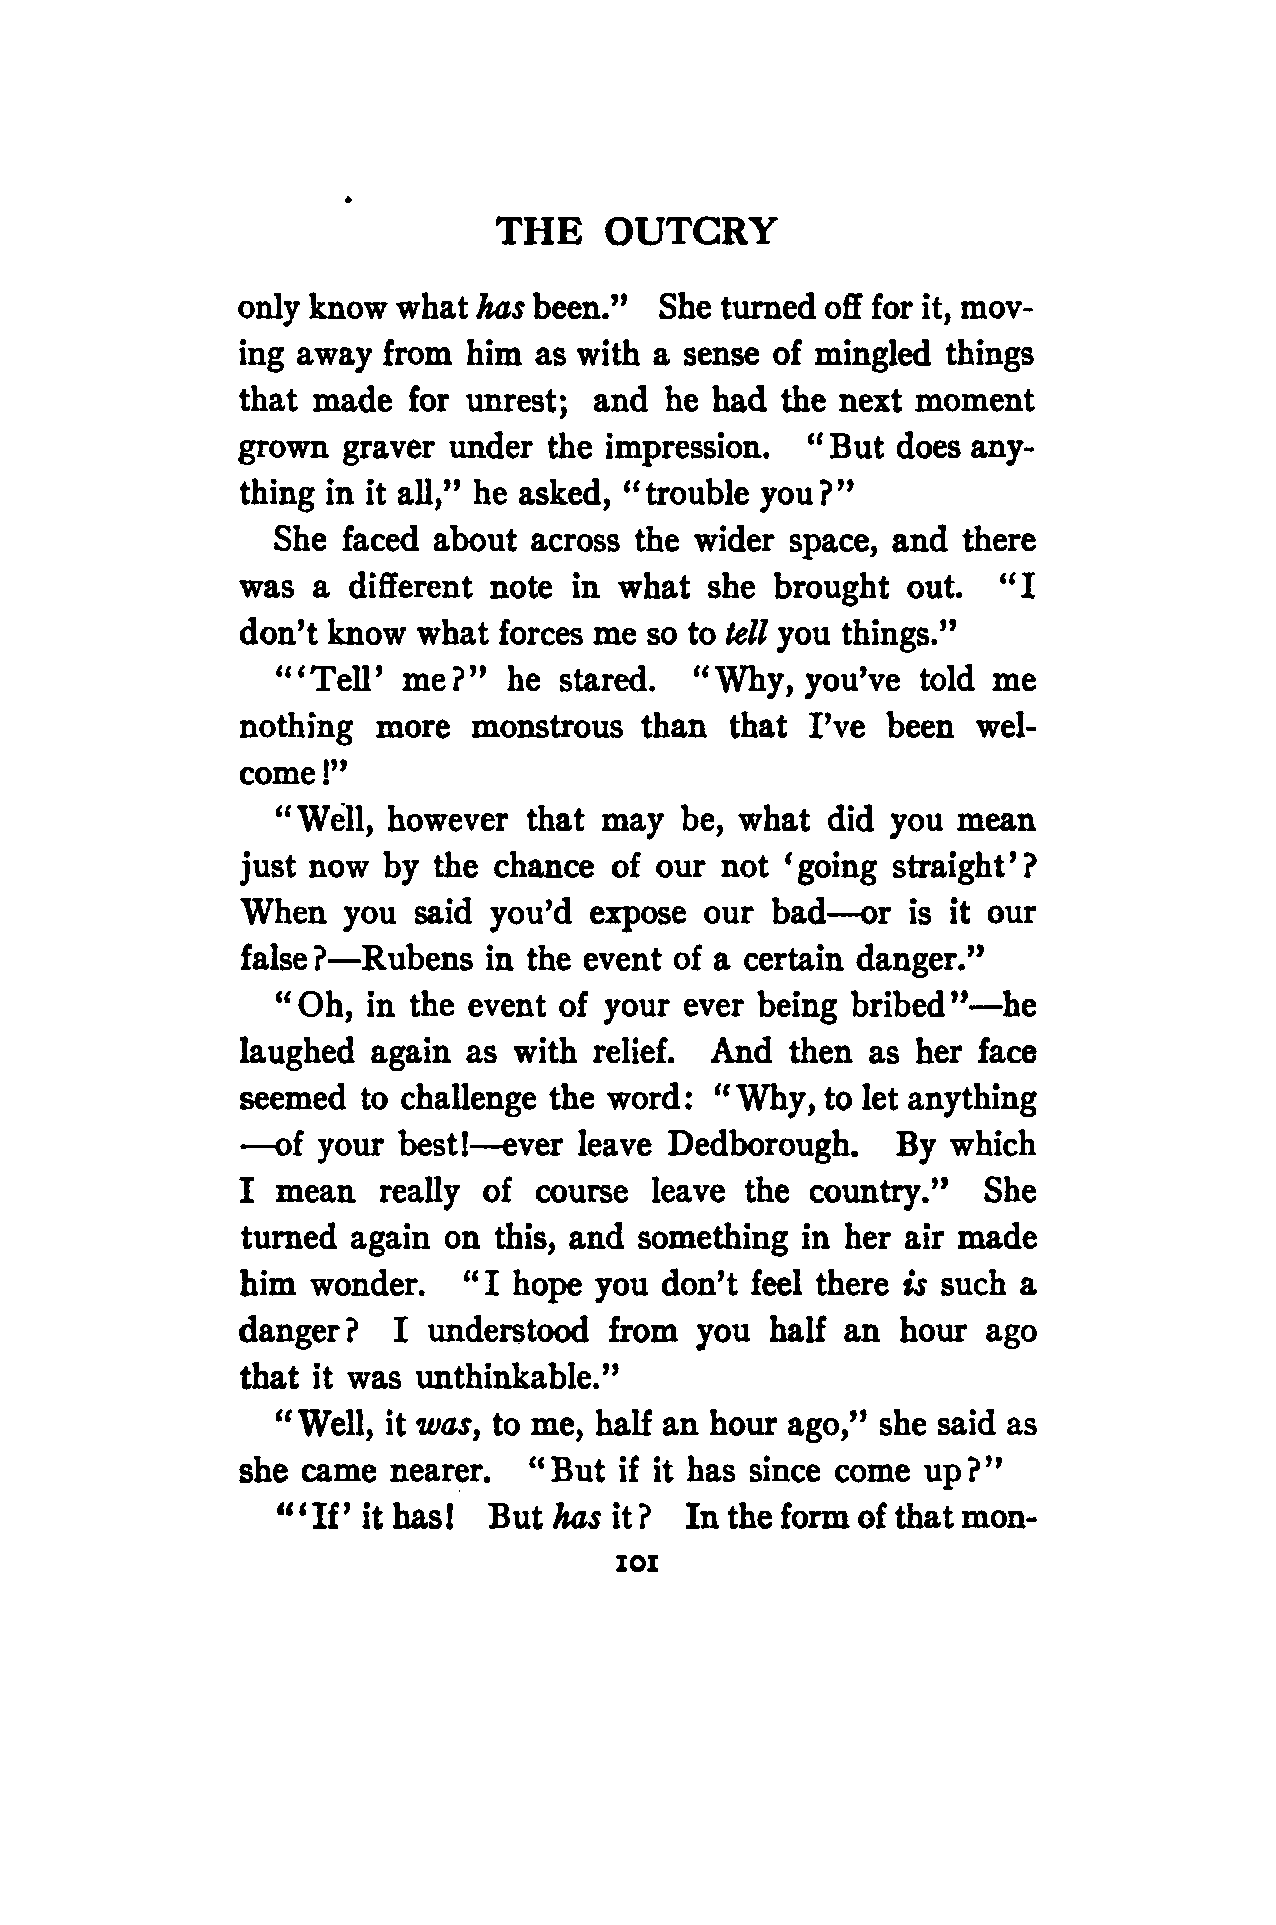 THE OUTCRY
only know what has been.” She turned off for it, mov-
ing away from him as with a sense of mingled things
that made for unrest; and he had the next moment
grown graver under the impression. “But does any-
thing in it all,” he asked, “trouble you?”
She faced about across the wider space, and there
was a different note in what she brought out. “I
don’t know what forces me so to tell you things.”
“‘Tell’ me?” he stared. “Why, you’ve told me
nothing more monstrous than that I’ve been wel-
come!”
“Well, however that may be, what did you mean
just now by the chance of our not ‘going straight’?
When you said you’d expose our bad—or is it our
false?—Rubens in the event of a certain danger.”
“Oh, in the event of your ever being bribed”—he
laughed again as with relief. And then as her face
seemed to challenge the word: “Why, to let anything
—of your best!—ever leave Dedborough. By which
I mean really of course leave the country.” She
turned again on this, and something in her air made
him wonder. “I hope you don’t feel there is such a
danger? I understood from you half an hour ago
that it was unthinkable.”
“Well, it was, to me, half an hour ago,” she said as
she came nearer. “But if it has since come up?”
“‘If’ it has! But has it? In the form of that mon-
101